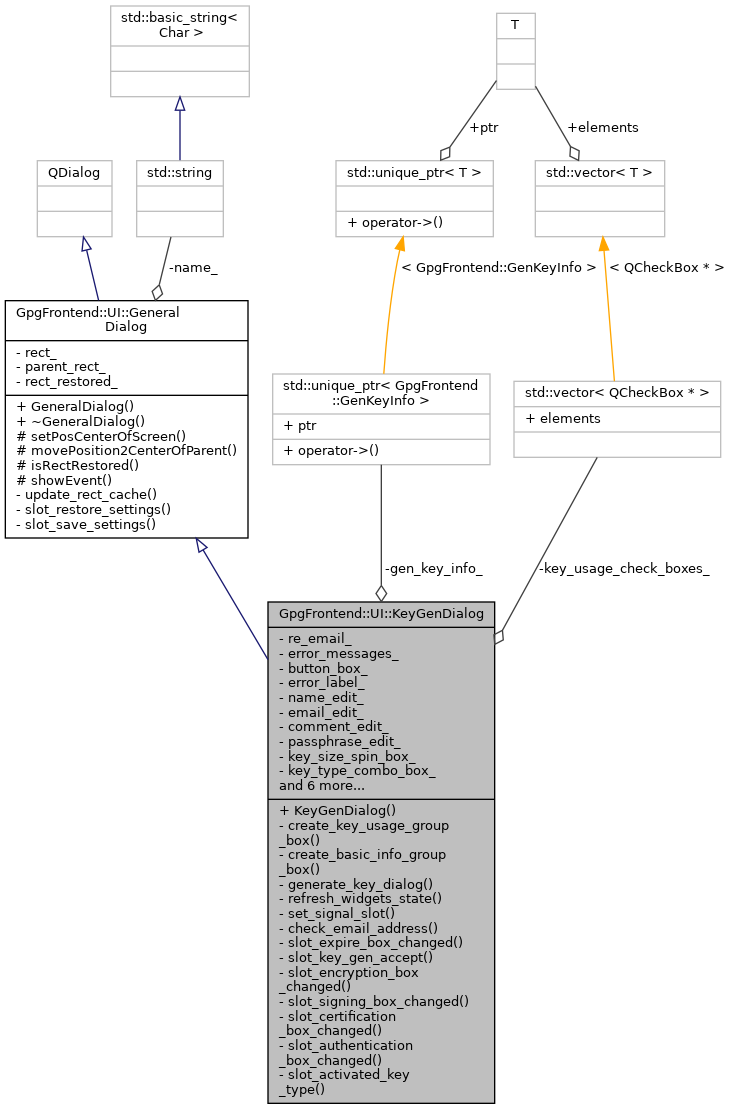 std::basic_string<
Char >
T
+ptr
+elements
QDialog
std::string
std::unique_ptr< T >
+ operator->()
std::vector< T >
-name_
< GpgFrontend::GenKeyInfo >
< QCheckBox * >
GpgFrontend::UI::General
Dialog
- rect_
- parent_rect_
- rect_restored_
+ GeneralDialog()
+ ~GeneralDialog()
# setPosCenterOfScreen()
# movePosition2CenterOfParent()
# isRectRestored()
# showEvent()
- update_rect_cache()
- slot_restore_settings()
- slot_save_settings()
std::unique_ptr< GpgFrontend
::GenKeyInfo >
+ ptr
+ operator->()
std::vector< QCheckBox * >
+ elements
-gen_key_info_
-key_usage_check_boxes_
GpgFrontend::UI::KeyGenDialog
- re_email_
- error_messages_
- button_box_
- error_label_
- name_edit_
- email_edit_
- comment_edit_
- passphrase_edit_
- key_size_spin_box_
- key_type_combo_box_
and 6 more...
+ KeyGenDialog()
- create_key_usage_group
_box()
- create_basic_info_group
_box()
- generate_key_dialog()
- refresh_widgets_state()
- set_signal_slot()
- check_email_address()
- slot_expire_box_changed()
- slot_key_gen_accept()
- slot_encryption_box
_changed()
- slot_signing_box_changed()
- slot_certification
_box_changed()
- slot_authentication
_box_changed()
- slot_activated_key
_type()